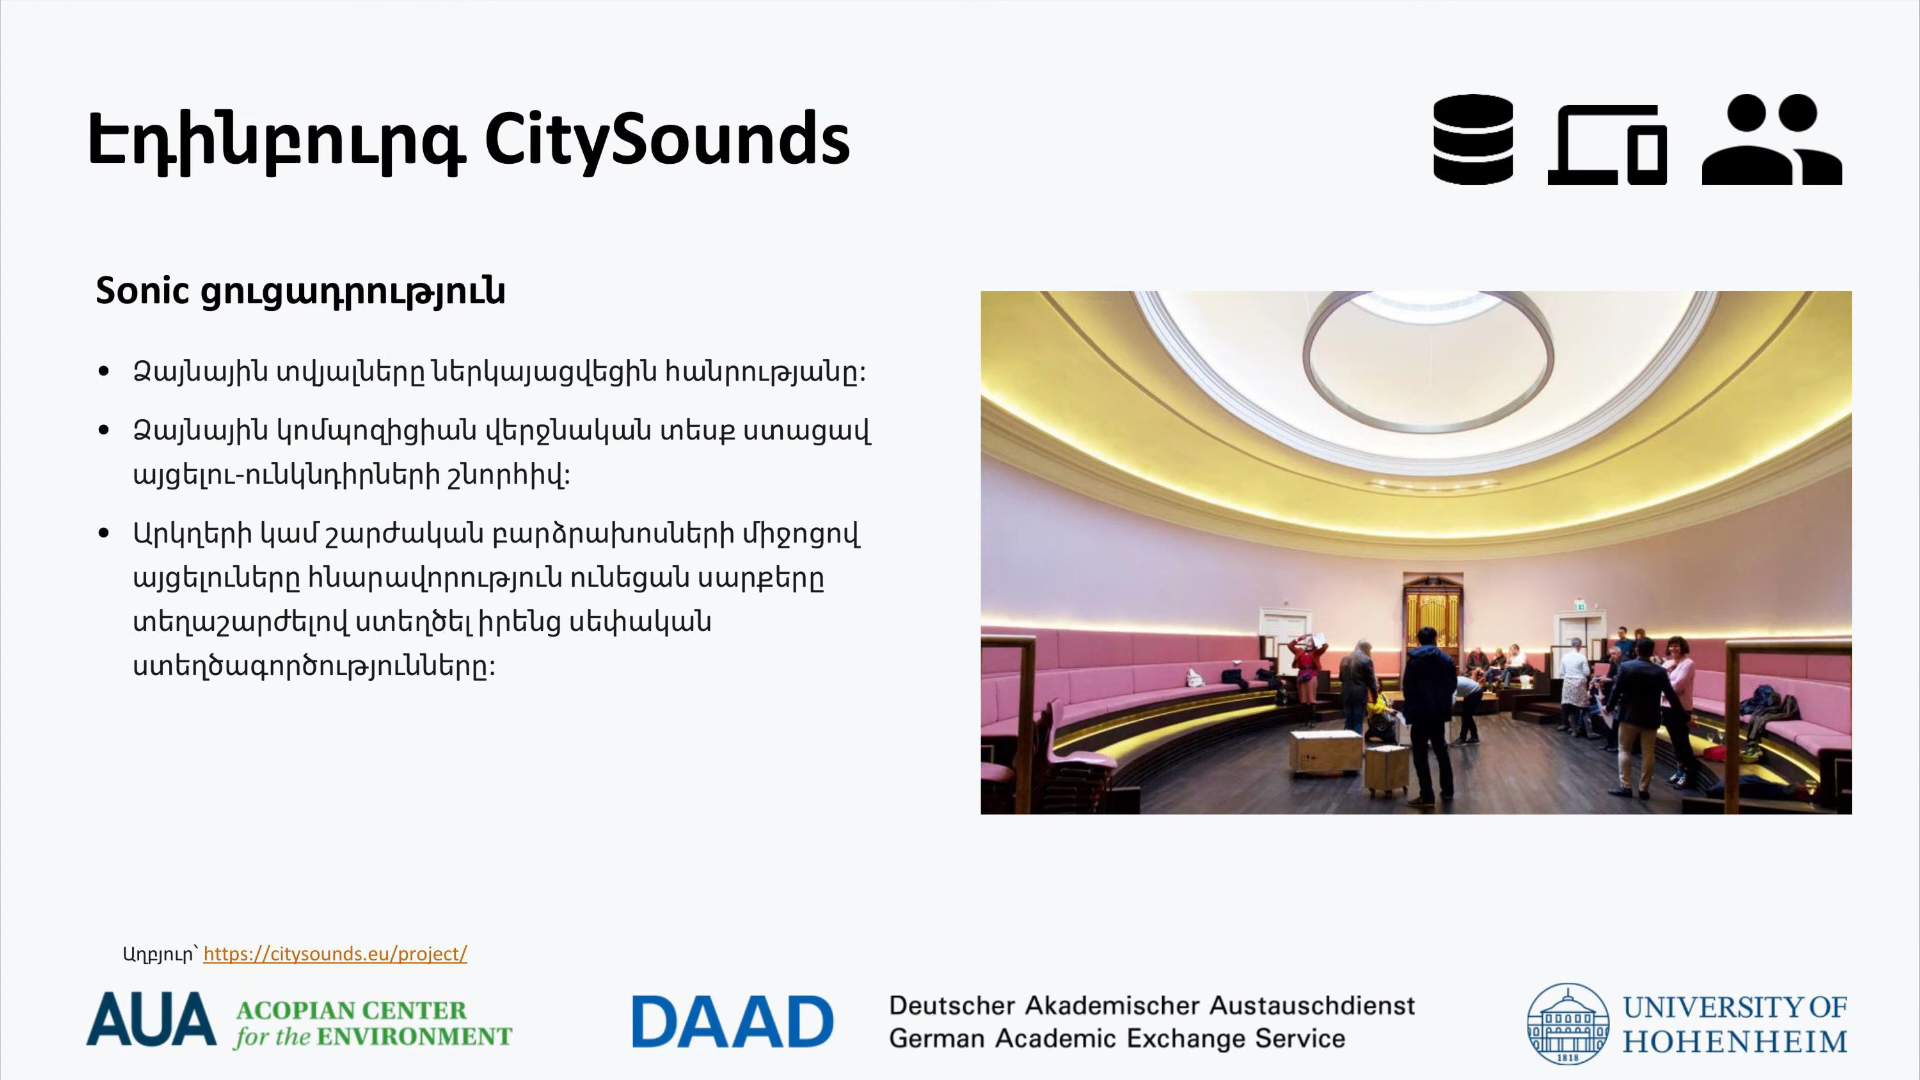 Էդինբուրգ CitySounds
Sonic ցուցադրություն
• Ձայնային տվյալները ներկայացվեցին հանրությանը:
• Ձայնային կոմպոզիցիան վերջնական տեսք ստացավ
այցելու-ունկնդիրների շնորհիվ:
• Արկղերի կամ շարժական բարձրախոսների միջոցով
այցելուները հնարավորություն ունեցան սարքերը
տեղաշարժելով ստեղծել իրենց սեփական
ստեղծագործությունները:
Աղբյուր՝ https://citysounds.eu/project/
AUA ACOPIAN CENTER
for the ENVIRONMENT
DAAD Deutscher Akademischer Austauschdienst
German Academic Exchange Service
1818
UNIVERSITY OF
HOHENHEIM